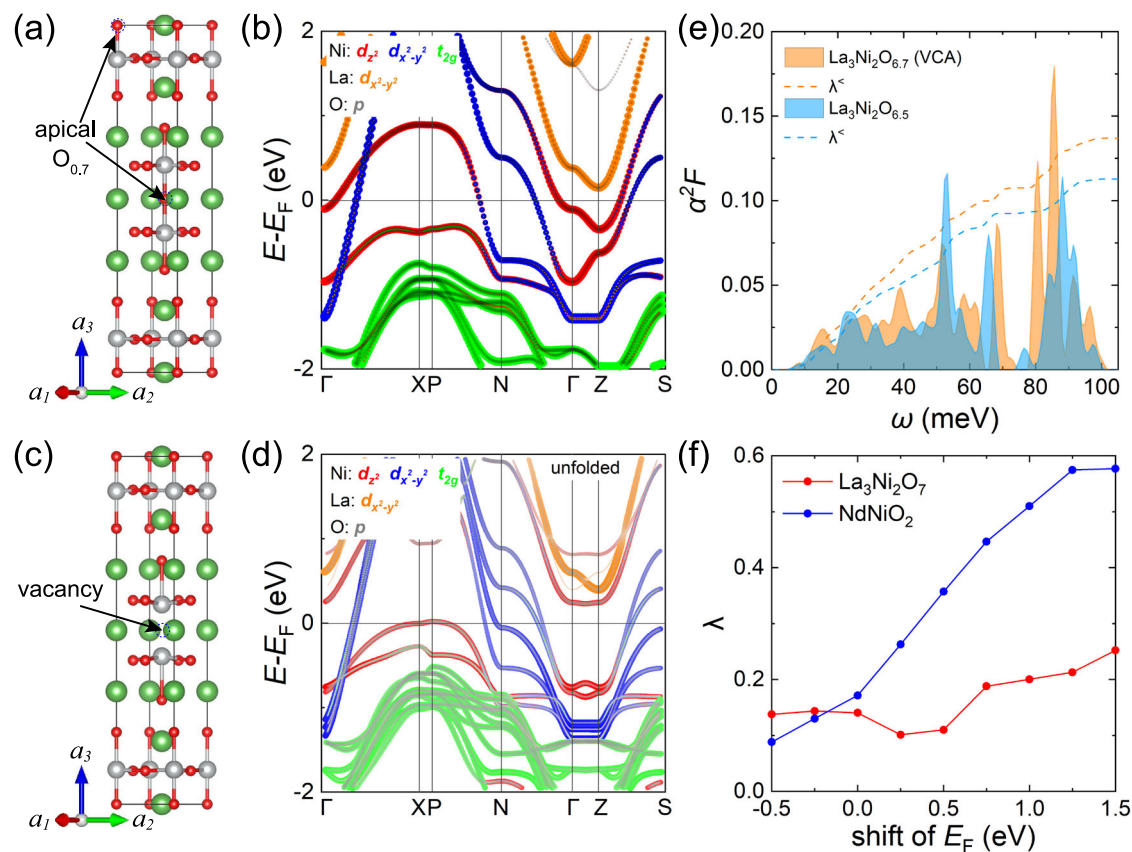 (a)
apical
O0.7
a3
a1
a2
(b)
2
Ni: dz² dx²-y² t2g
La: dx²-y²
O: p
E-EF (eV)
0
-2
Γ X P N Γ Z S
(c)
vacancy
a3
a1
a2
(d)
2
Ni: dz² dx²-y² t2g
unfolded
La: dx²-y²
O: p
E-EF (eV)
0
-2
Γ X P N Γ Z S
(e)
0.20
La3Ni2O6.7 (VCA)
λ<
La3Ni2O6.5
λ<
0.15
α²F
0.10
0.05
0.00
0 20 40 60 80 100
ω (meV)
(f)
0.6
La3Ni2O7
NdNiO2
0.4
λ
0.2
0.0
-0.5 0.0 0.5 1.0 1.5
shift of EF (eV)